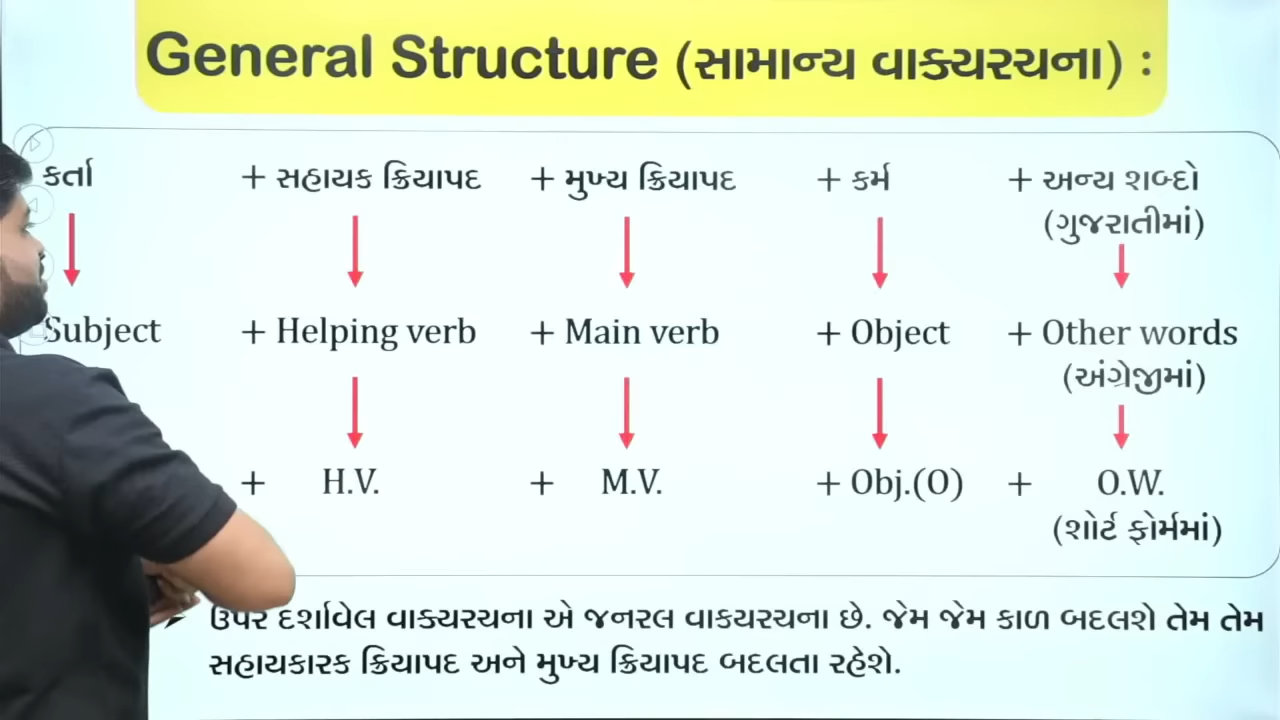 General Structure (સામાન્ય વાક્યરચના) :
કર્તા + સહાયક ક્રિયાપદ + મુખ્ય ક્રિયાપદ + કર્મ + અન્ય શબ્દો
(ગુજરાતીમાં)
Subject + Helping verb + Main verb + Object + Other words
(અંગ્રેજીમાં)
+ H.V. + M.V. + Obj.(O) + O.W.
(શોર્ટ ફોર્મમાં)
ઉપર દર્શાવેલ વાક્યરચના એ જનરલ વાકયરચના છે. જેમ જેમ કાળ બદલશે તેમ તેમ
સહાયકારક ક્રિયાપદ અને મુખ્ય ક્રિયાપદ બદલતા રહેશે.